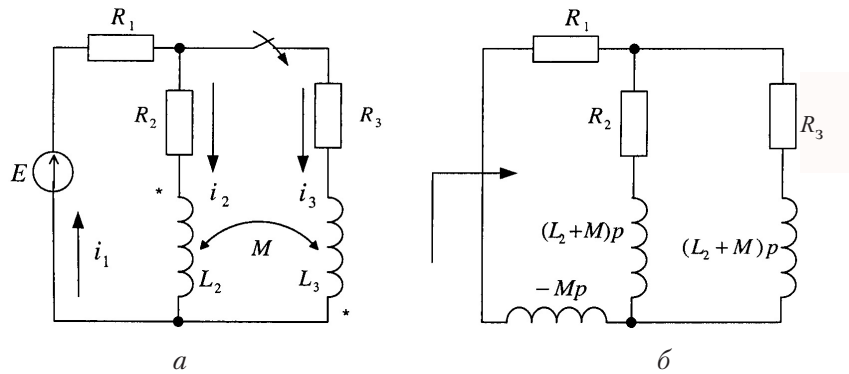 R₁
R₂
R₃
E
*
i₂
i₃
i₁
M
L₂
L₃
*
а
R₁
R₂
R₃
(L₂+M)p
(L₂ + M)p
−Mp
б